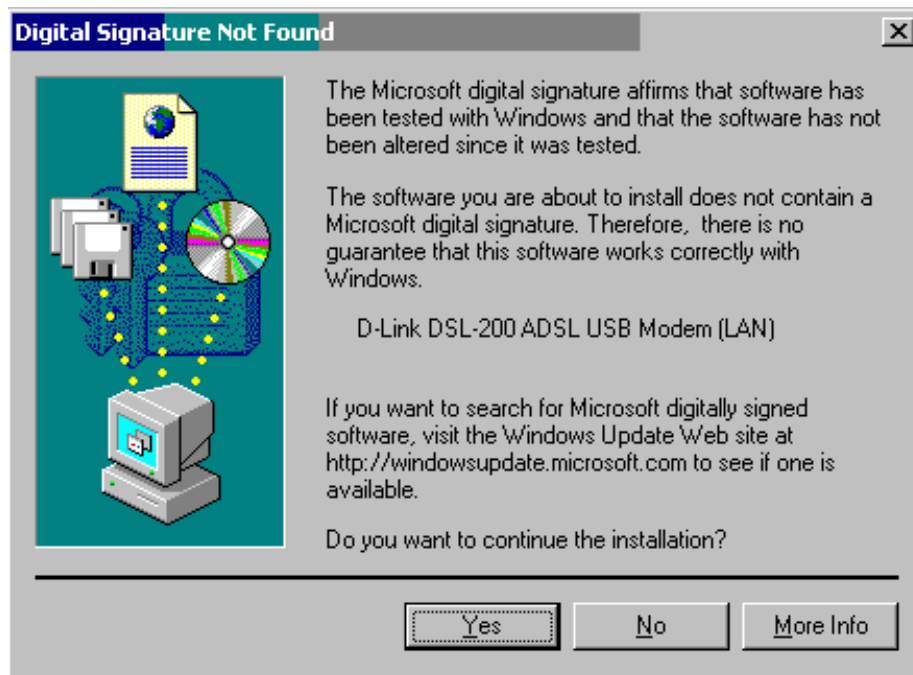 Digital Signature Not Found
The Microsoft digital signature affirms that software has
been tested with Windows and that the software has not
been altered since it was tested.
The software you are about to install does not contain a
Microsoft digital signature. Therefore,  there is no
guarantee that this software works correctly with
Windows.
D-Link DSL-200 ADSL USB Modem (LAN)
If you want to search for Microsoft digitally signed
software, visit the Windows Update Web site at
http://windowsupdate.microsoft.com to see if one is
available.
Do you want to continue the installation?
Yes No More Info